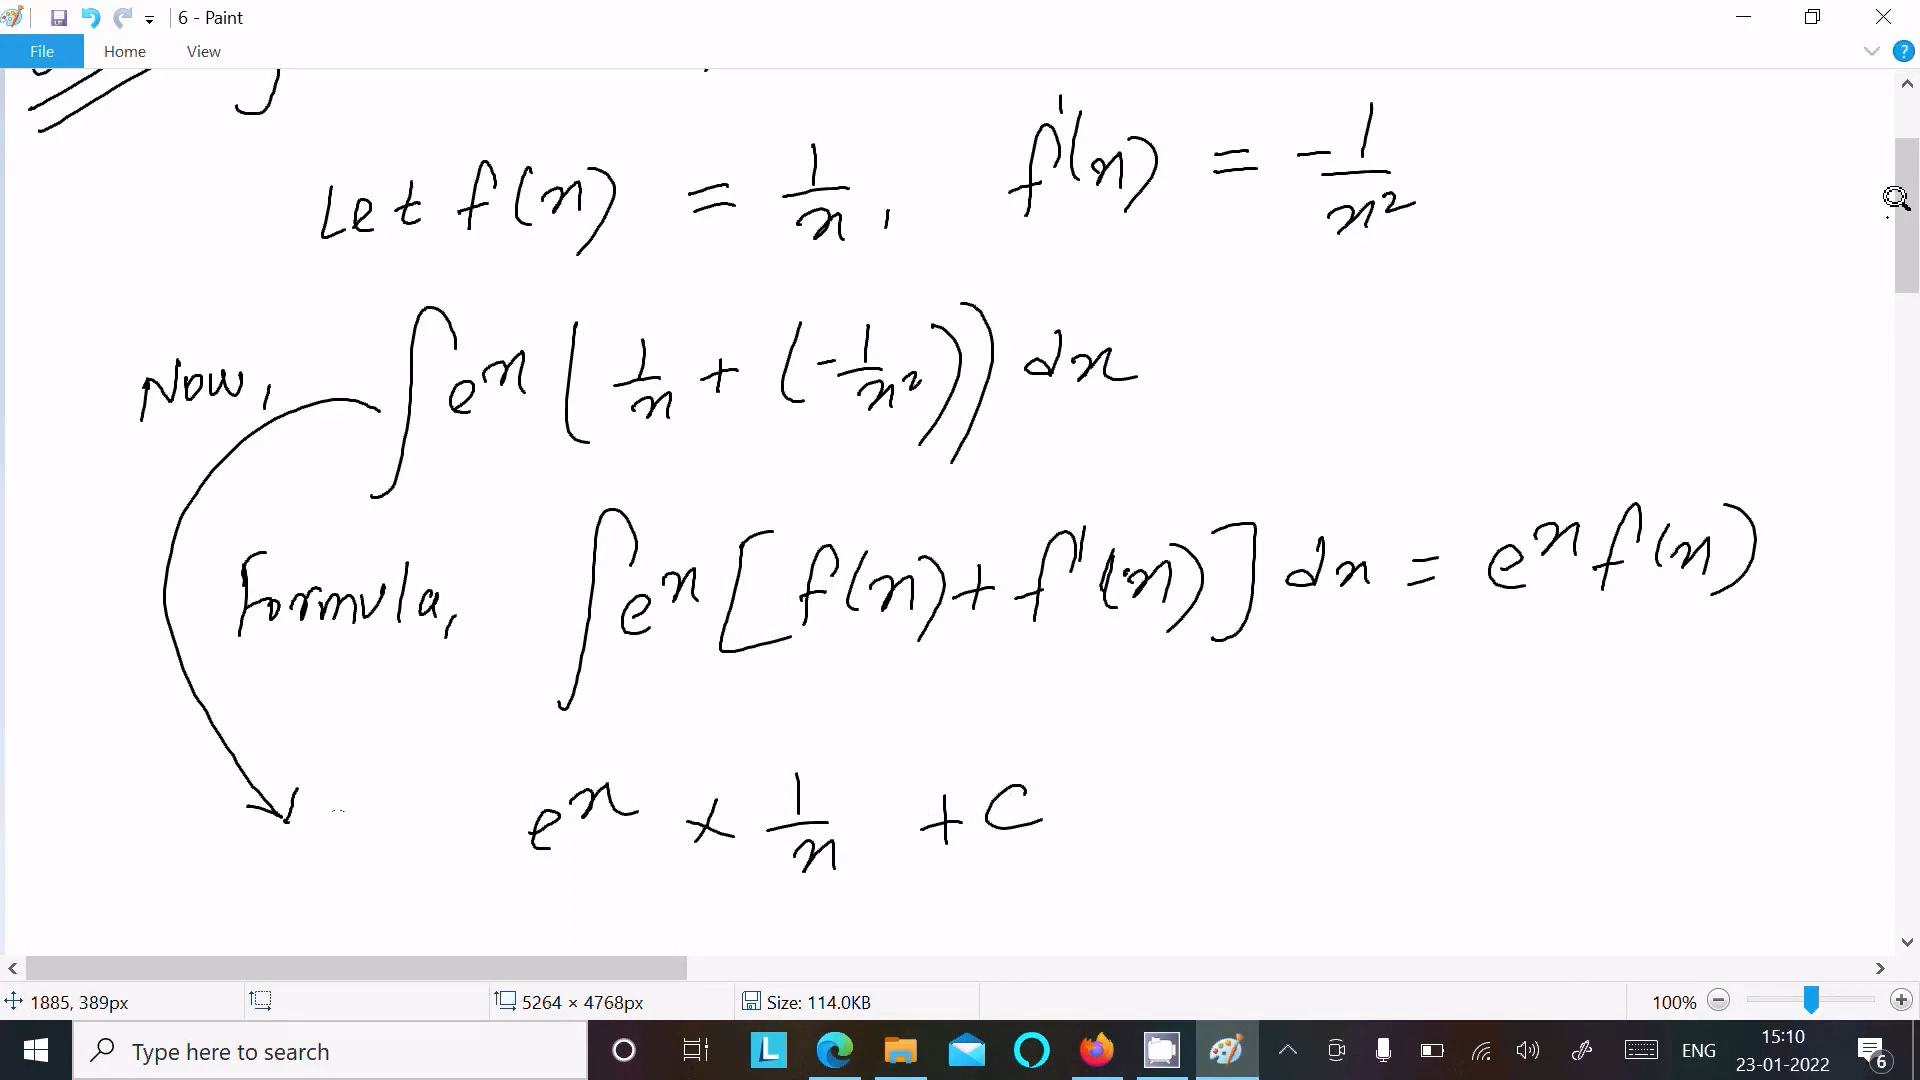 6 - Paint
File Home View
Let f(x) = 1/x, f'(x) = -1/x²
Now, ∫ eˣ (1/x + (-1/x²)) dx
Formula, ∫ eˣ [f(x) + f'(x)] dx = eˣ f(x)
eˣ × 1/x + C
1885, 389px 5264 × 4768px Size: 114.0KB 100%
Type here to search L ENG 15:10
23-01-2022 6